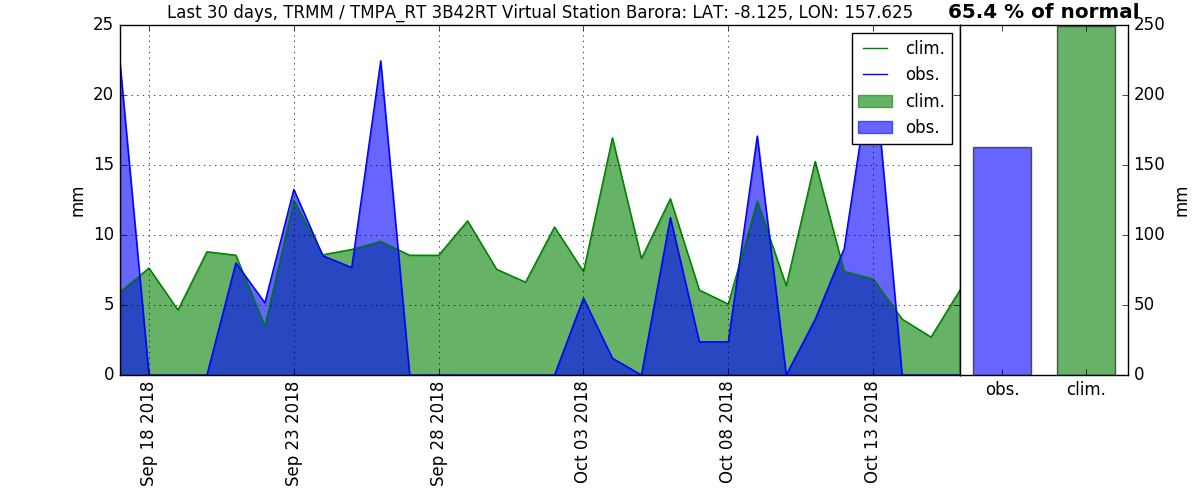 Last 30 days, TRMM / TMPA_RT 3B42RT Virtual Station Barora: LAT: -8.125, LON: 157.625
65.4 % of normal
25
20
15
10
5
0
mm
clim.
obs.
clim.
obs.
250
200
150
100
50
0
mm
obs.
clim.
Sep 18 2018
Sep 23 2018
Sep 28 2018
Oct 03 2018
Oct 08 2018
Oct 13 2018